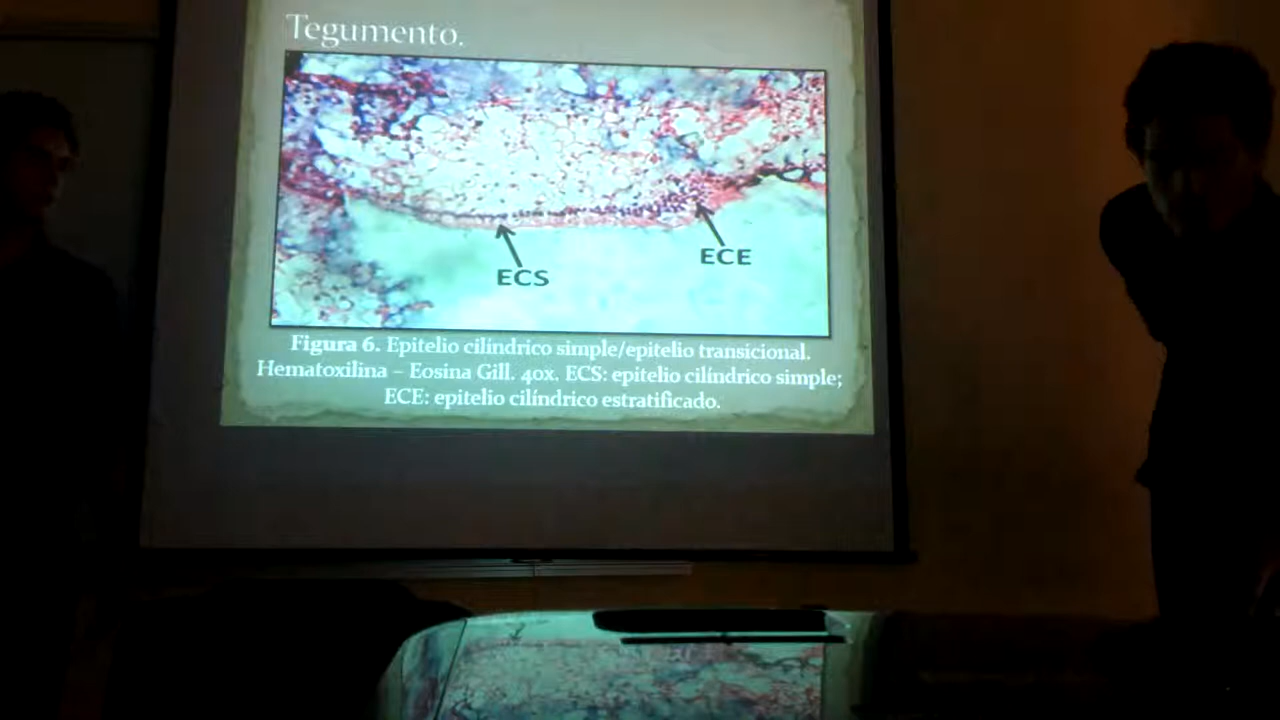 Tegumento.
ECS
ECE
Figura 6. Epitelio cilíndrico simple/epitelio transicional.
Hematoxilina – Eosina Gill. 40x. ECS: epitelio cilíndrico simple;
ECE: epitelio cilíndrico estratificado.